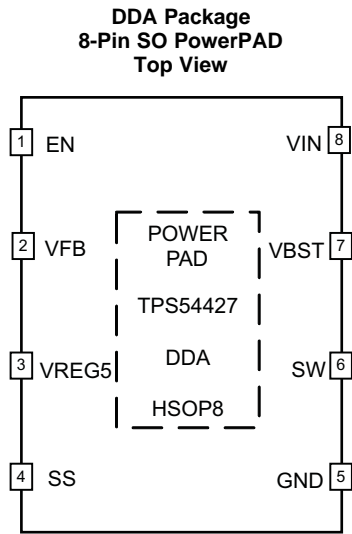 DDA Package
8-Pin SO PowerPAD
Top View
1 EN
VIN 8
2 VFB
POWER
PAD
VBST 7
TPS54427
3 VREG5
DDA
SW 6
HSOP8
4 SS
GND 5